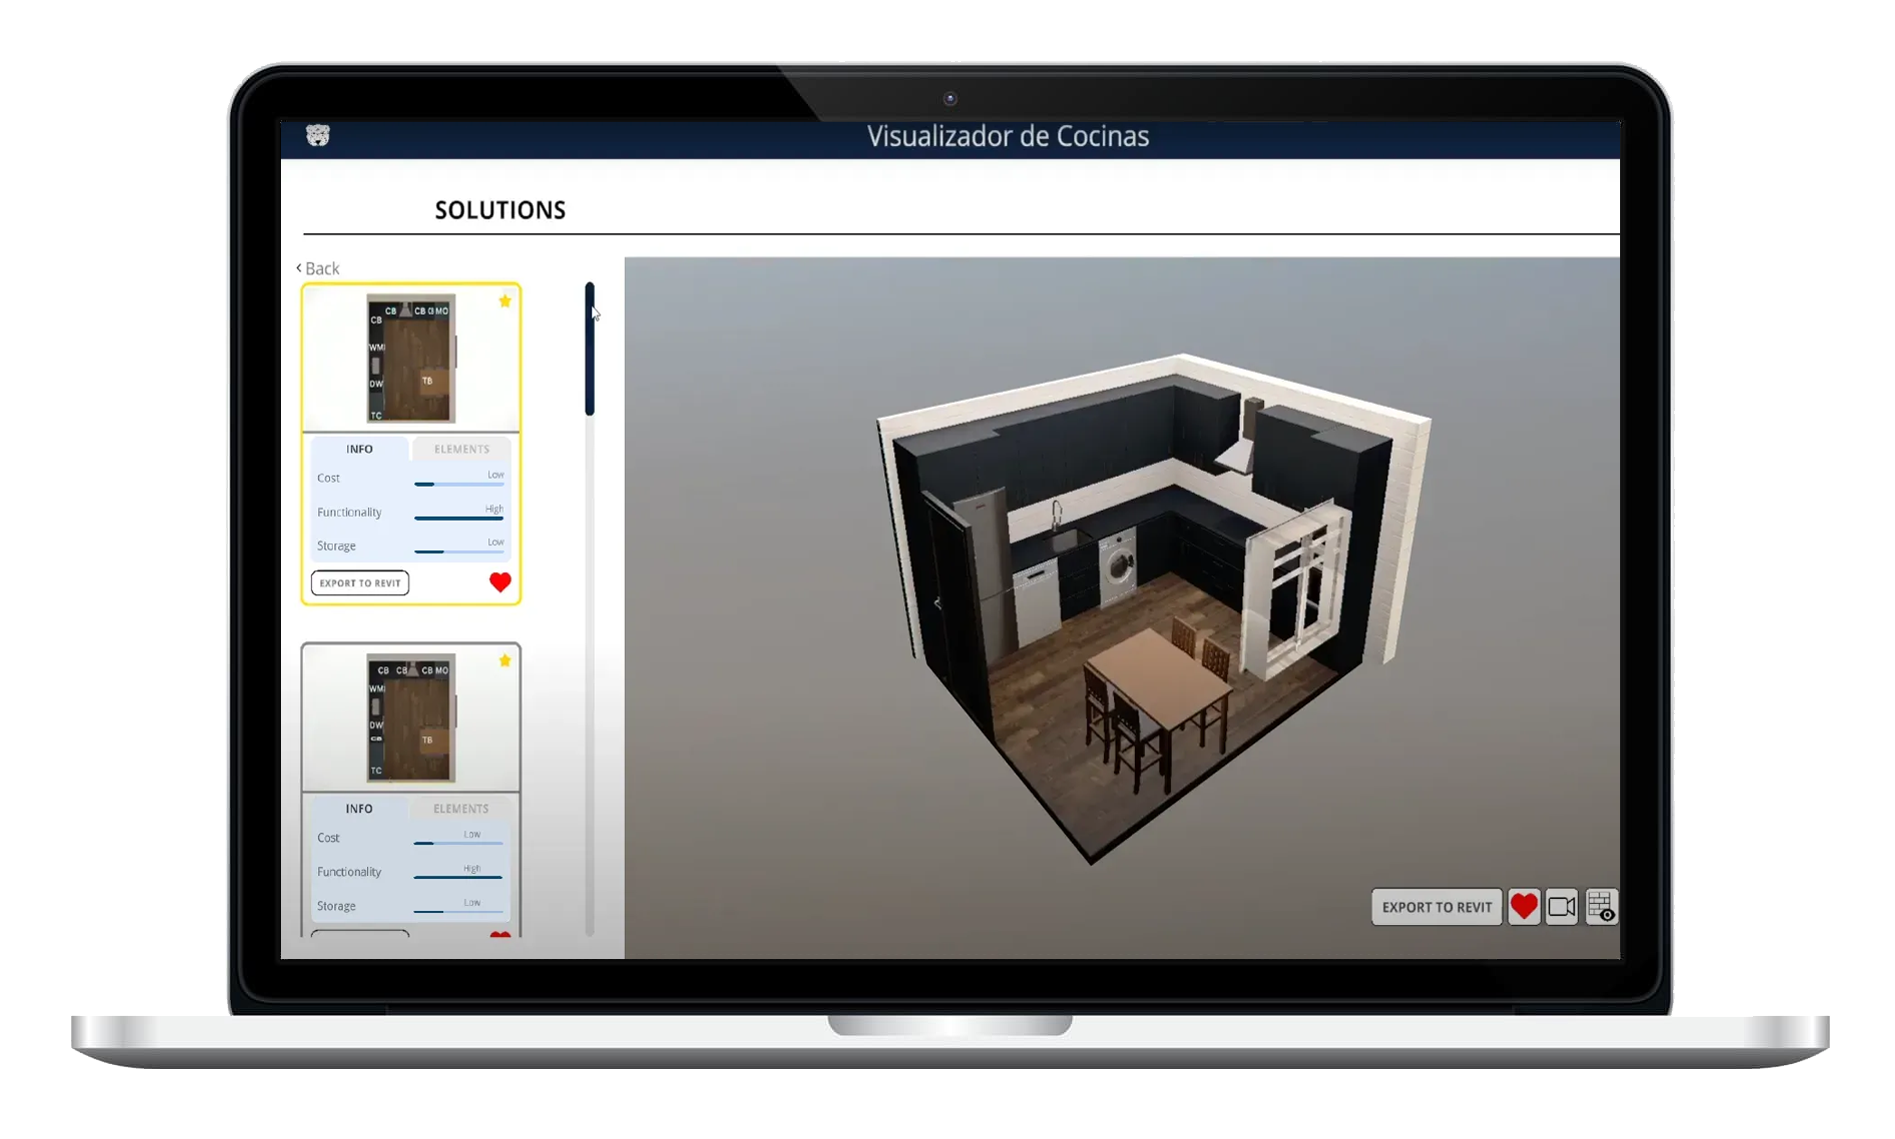 Visualizador de Cocinas
SOLUTIONS
Back
CB CB MO
CB
WM
DW
TB
TC
INFO ELEMENTS
Cost Low
Functionality High
Storage Low
EXPORT TO REVIT
CB CB CB MO
WM
DW
CB
TB
TC
INFO ELEMENTS
Cost Low
Functionality High
Storage Low
EXPORT TO REVIT